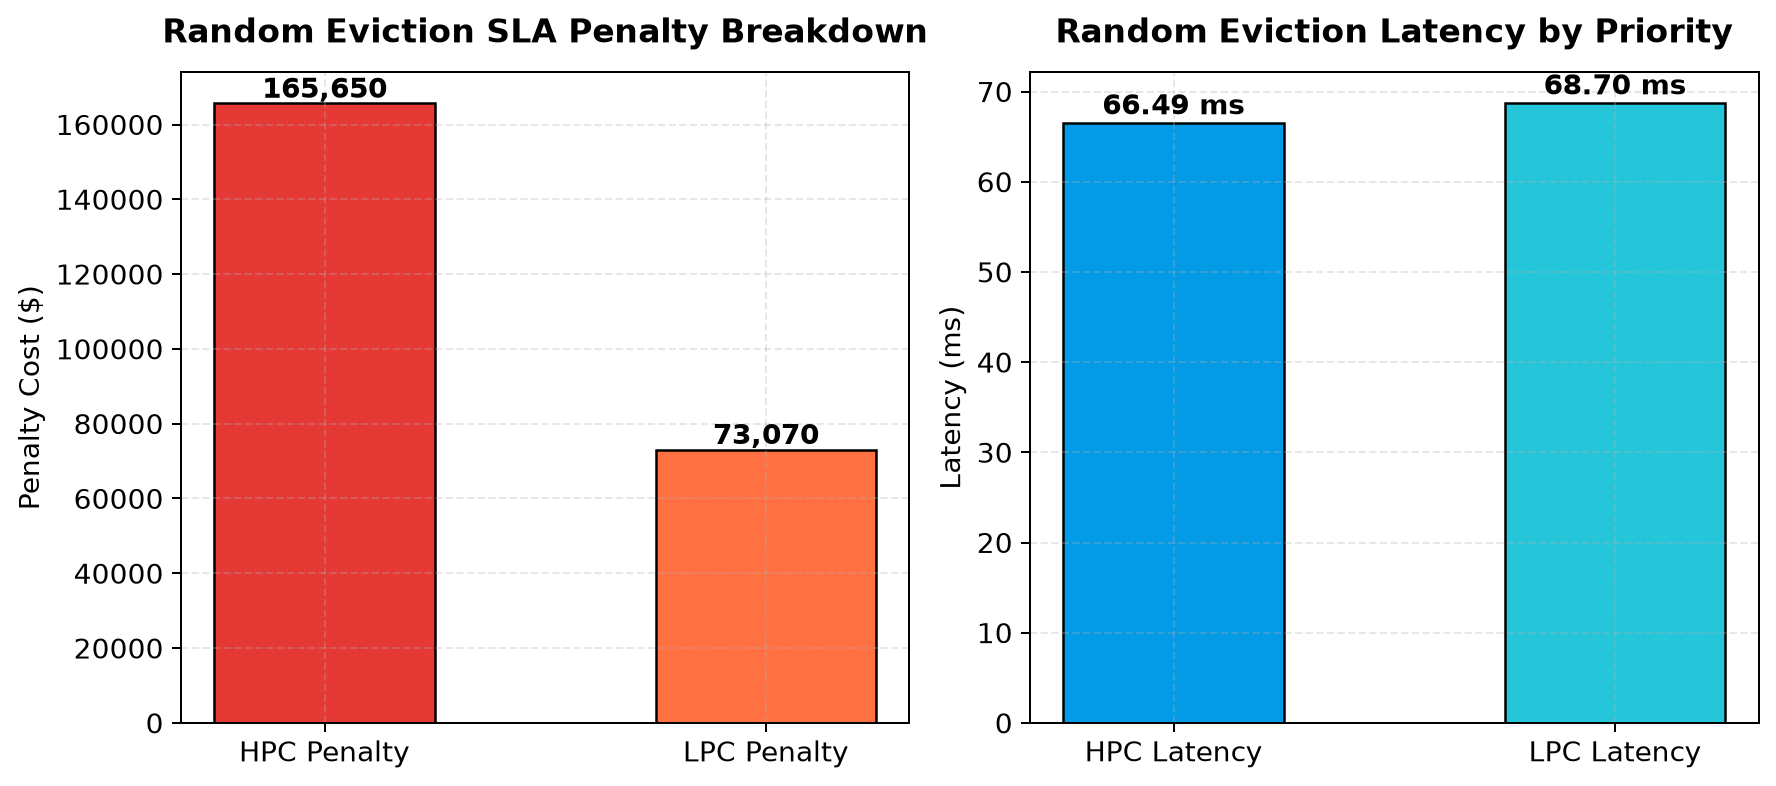 Random Eviction SLA Penalty Breakdown
165,650
73,070
Penalty Cost ($)
160000
140000
120000
100000
80000
60000
40000
20000
0
HPC Penalty
LPC Penalty
Random Eviction Latency by Priority
66.49 ms
68.70 ms
Latency (ms)
70
60
50
40
30
20
10
0
HPC Latency
LPC Latency